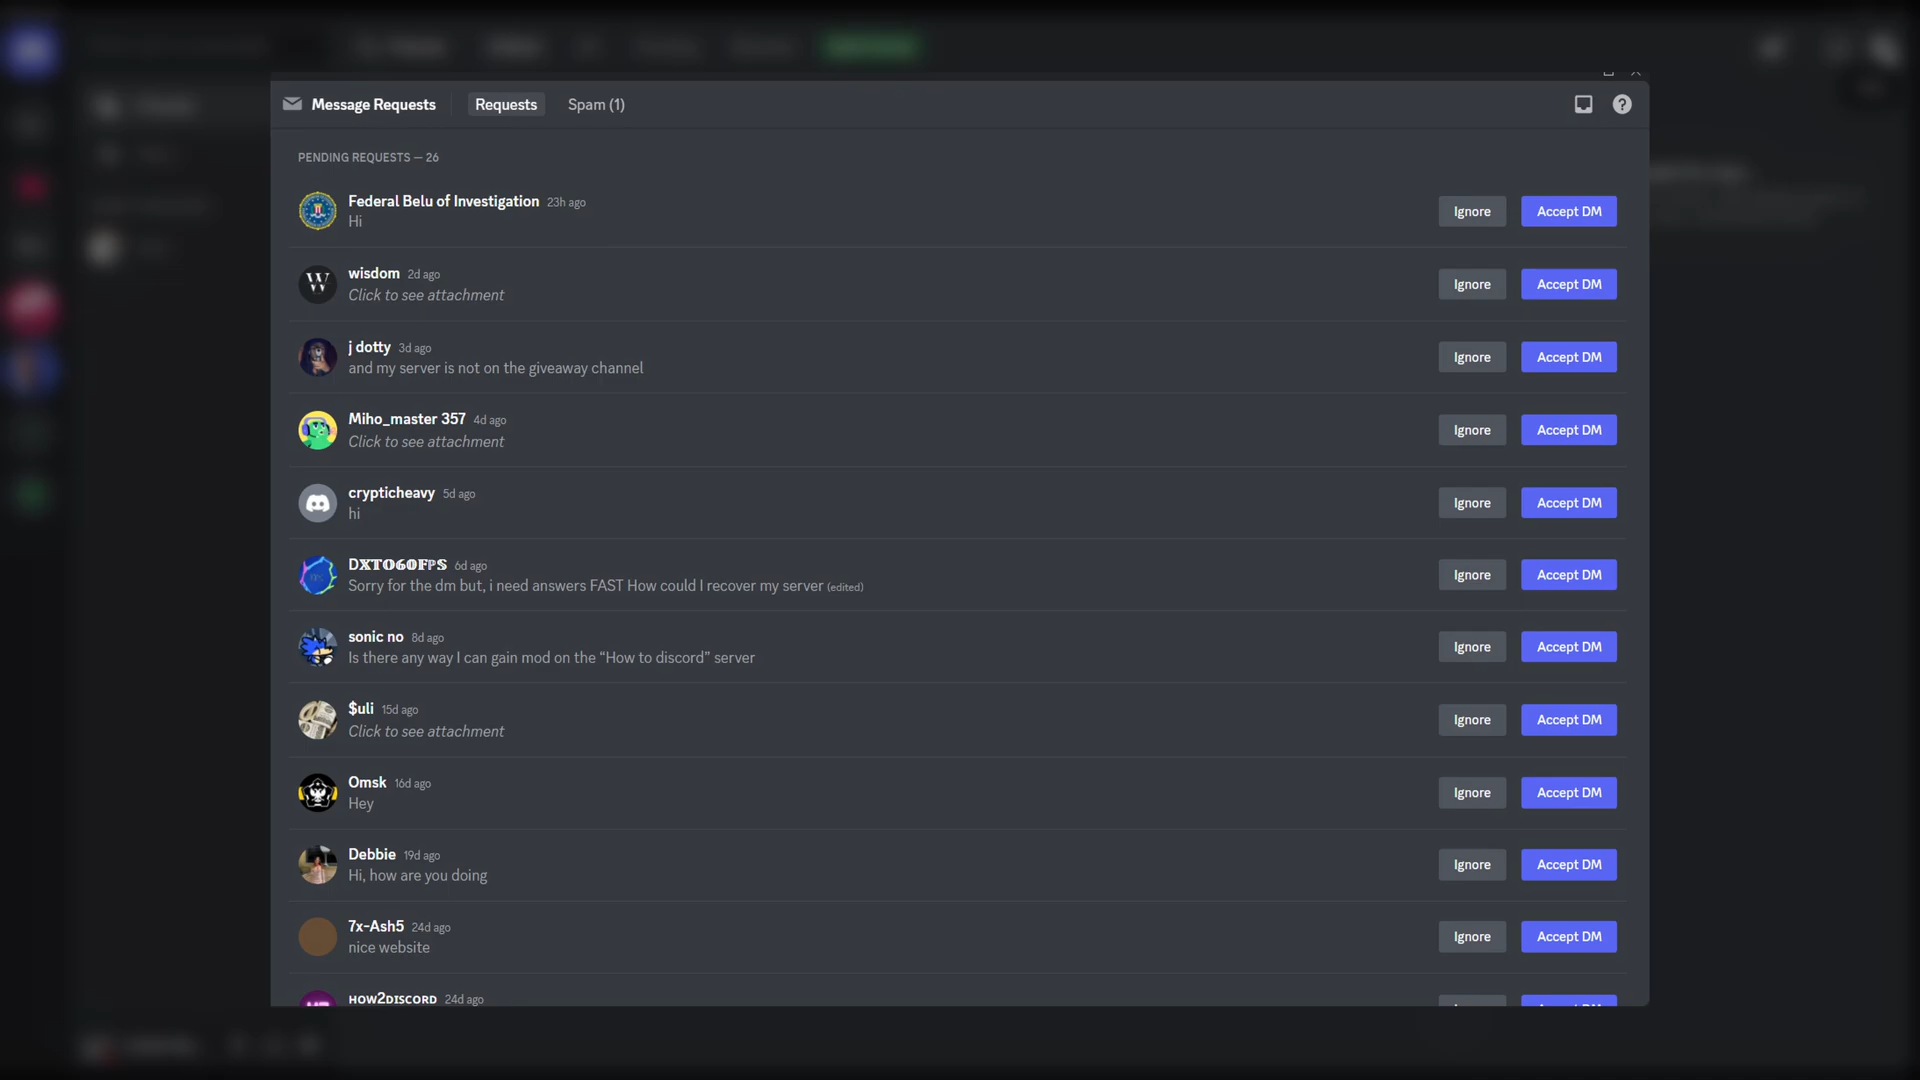 Message Requests Requests Spam (1)
PENDING REQUESTS — 26
Federal Belu of Investigation 23h ago
Hi
Ignore Accept DM
wisdom 2d ago
Click to see attachment
Ignore Accept DM
j dotty 3d ago
and my server is not on the giveaway channel
Ignore Accept DM
Miho_master 357 4d ago
Click to see attachment
Ignore Accept DM
crypticheavy 5d ago
hi
Ignore Accept DM
D𝕏𝐓𝐎𝟞𝟘𝐅ℙ𝐒 6d ago
Sorry for the dm but, i need answers FAST How could I recover my server (edited)
Ignore Accept DM
sonic no 8d ago
Is there any way I can gain mod on the “How to discord” server
Ignore Accept DM
$uli 15d ago
Click to see attachment
Ignore Accept DM
Omsk 16d ago
Hey
Ignore Accept DM
Debbie 19d ago
Hi, how are you doing
Ignore Accept DM
7x-Ash5 24d ago
nice website
Ignore Accept DM
ʜᴏᴡ2ᴅɪsᴄᴏʀᴅ 24d ago